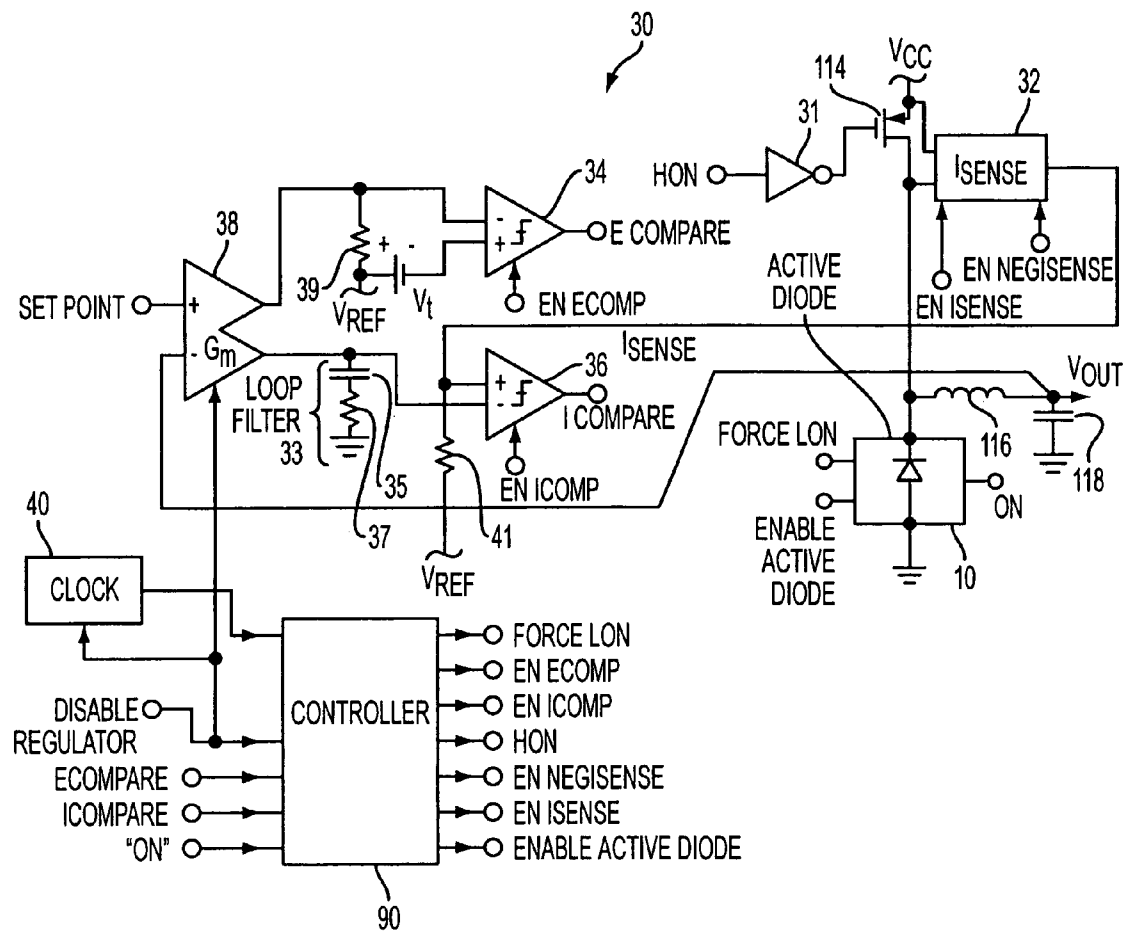 30
VCC
114
32
31
HON
ISENSE
34
38
39
+ -
- +
E COMPARE
EN NEGISENSE
EN ISENSE
ACTIVE
DIODE
SET POINT
+
-
Gm
VREF
Vt
EN ECOMP
ISENSE
36
LOOP
FILTER
33
+
-
I COMPARE
VOUT
116
118
FORCE LON
ON
EN ICOMP
35
37
41
40
VREF
ENABLE
ACTIVE
DIODE
10
CLOCK
CONTROLLER
DISABLE
REGULATOR
ECOMPARE
ICOMPARE
"ON"
FORCE LON
EN ECOMP
EN ICOMP
HON
EN NEGISENSE
EN ISENSE
ENABLE ACTIVE DIODE
90